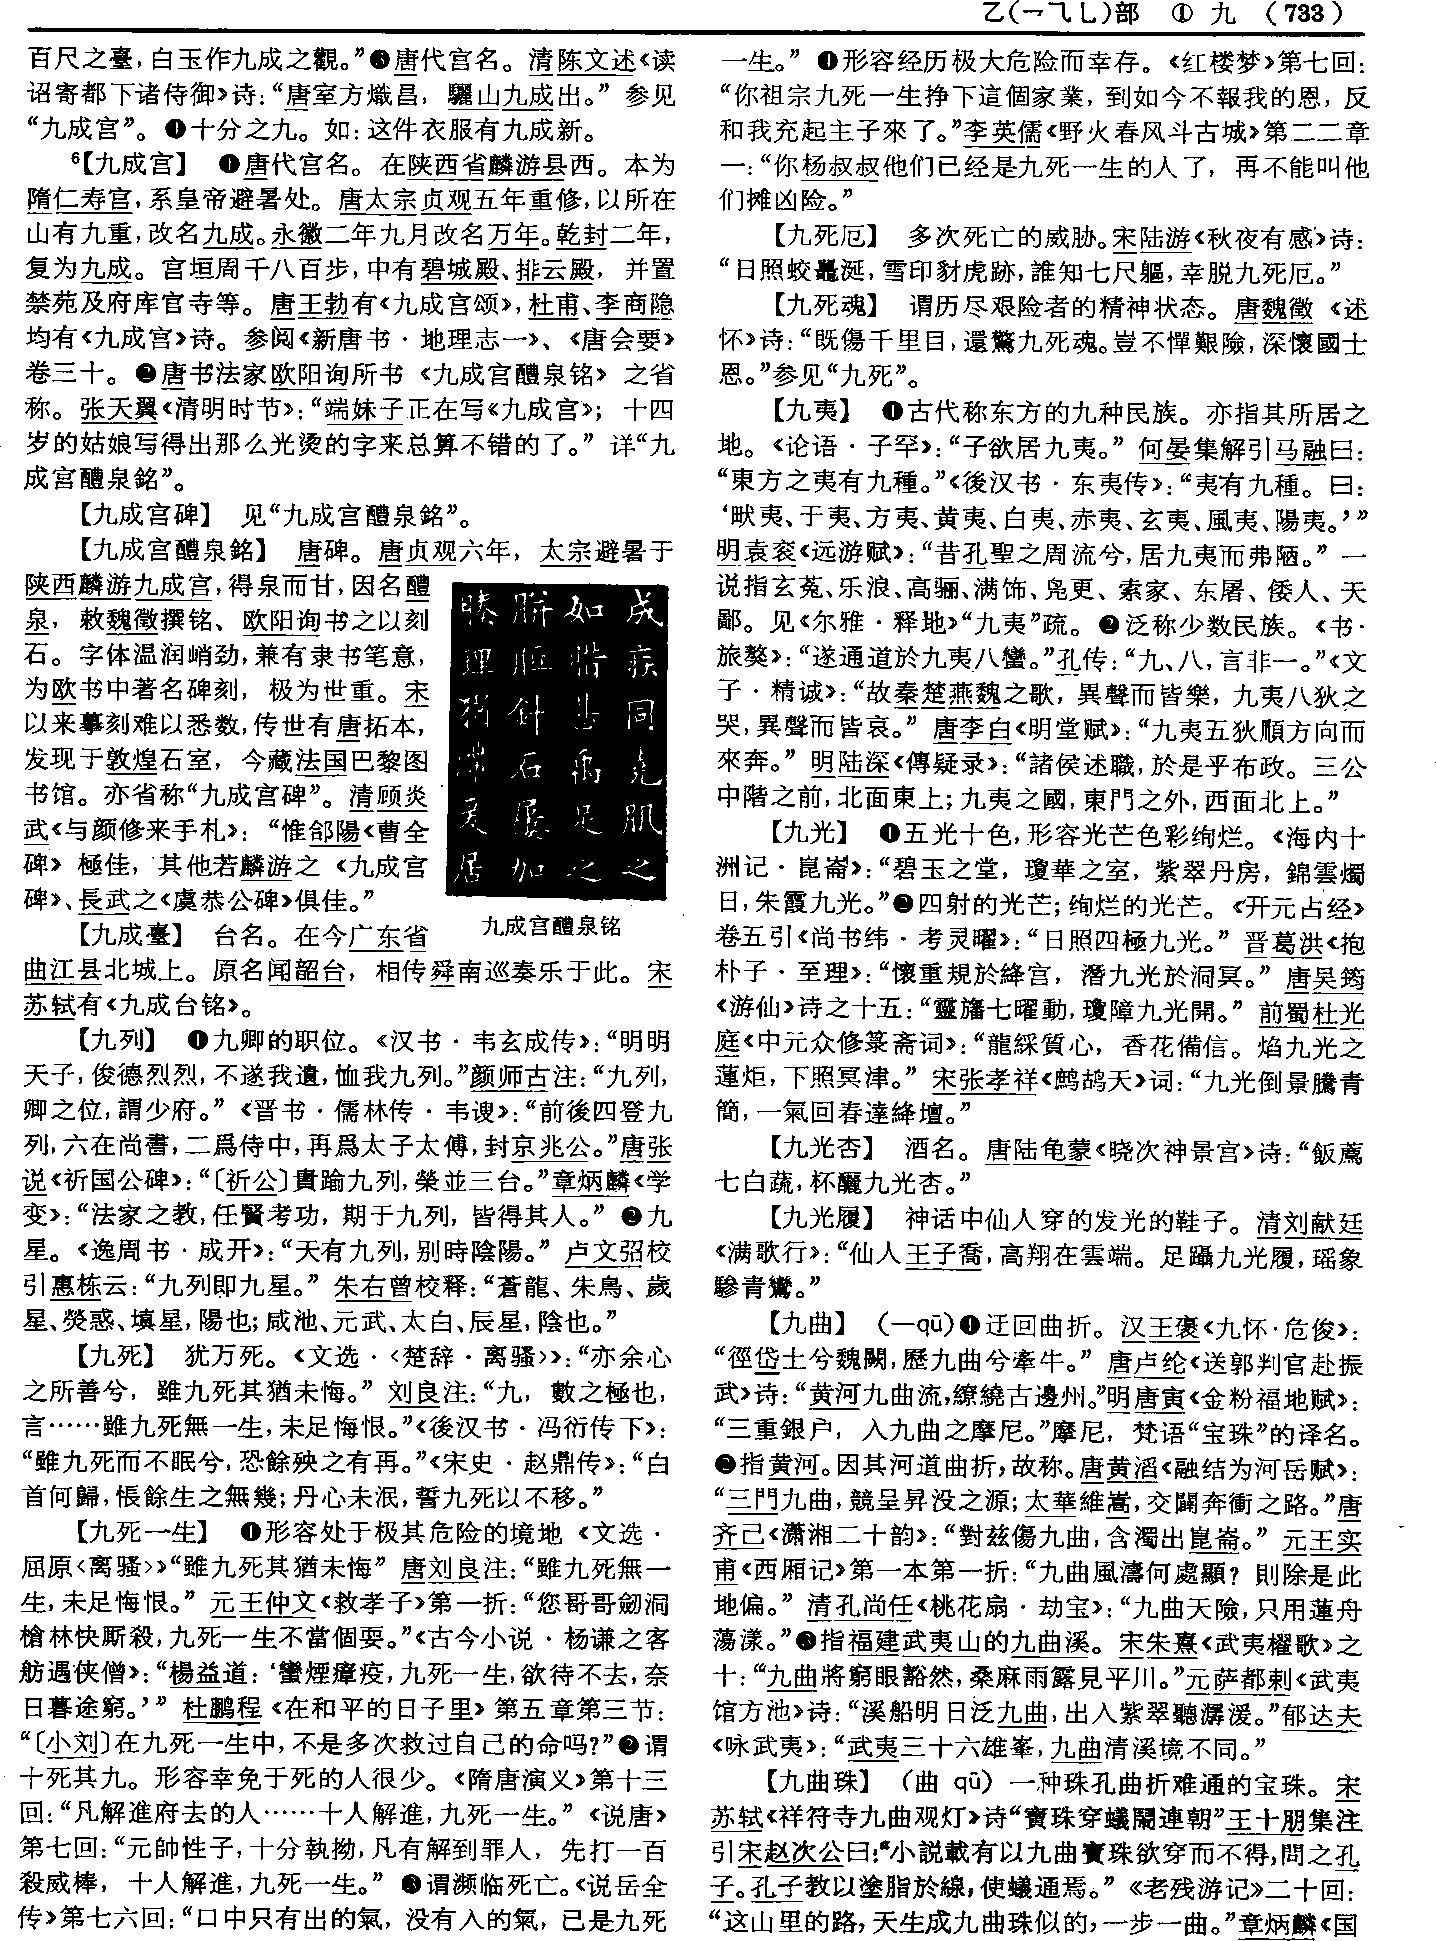 乙(乛⺄乚)部 ① 九 (733)
百尺之臺，白玉作九成之觀。”❸唐代宫名。清陈文述《读
诏寄都下诸侍御》诗：“唐室方熾昌，驪山九成出。” 参见
“九成宫”。❹十分之九。如：这件衣服有九成新。
⁶【九成宫】 ❶唐代宫名。在陕西省麟游县西。本为
隋仁寿宫，系皇帝避暑处。唐太宗贞观五年重修，以所在
山有九重，改名九成。永徽二年九月改名万年。乾封二年，
复为九成。宫垣周千八百步，中有碧城殿、排云殿，并置
禁苑及府库官寺等。唐王勃有《九成宫颂》，杜甫、李商隐
均有《九成宫》诗。参阅《新唐书·地理志一》、《唐会要》
卷三十。❷唐书法家欧阳询所书《九成宫醴泉铭》之省
称。张天翼《清明时节》：“端妹子正在写《九成宫》；十四
岁的姑娘写得出那么光烫的字来总算不错的了。” 详“九
成宫醴泉銘”。
【九成宫碑】 见“九成宫醴泉銘”。
【九成宫醴泉銘】 唐碑。唐贞观六年，太宗避暑于
陕西麟游九成宫，得泉而甘，因名醴
泉，敕魏徵撰铭、欧阳询书之以刻
石。字体温润峭劲，兼有隶书笔意，
为欧书中著名碑刻，极为世重。宋
以来摹刻难以悉数，传世有唐拓本，
发现于敦煌石室，今藏法国巴黎图
书馆。亦省称“九成宫碑”。清顾炎
武《与颜修来手札》：“惟郃陽《曹全
碑》極佳，其他若麟游之《九成宫
碑》、長武之《虞恭公碑》俱佳。”
成疾同尭肌之
如惜甚禹足之
胼胝針石屡加
腠理猶滞爰居
九成宫醴泉铭
【九成臺】 台名。在今广东省
曲江县北城上。原名闻韶台，相传舜南巡奏乐于此。宋
苏轼有《九成台铭》。
【九列】 ❶九卿的职位。《汉书·韦玄成传》：“明明
天子，俊德烈烈，不遂我遺，恤我九列。”颜师古注：“九列，
卿之位，謂少府。”《晋书·儒林传·韦謏》：“前後四登九
列，六在尚書，二爲侍中，再爲太子太傅，封京兆公。”唐张
说《祈国公碑》：“〔祈公〕貴踰九列，榮並三台。”章炳麟《学
变》：“法家之教，任賢考功，期于九列，皆得其人。” ❷九
星。《逸周书·成开》：“天有九列，别時陰陽。” 卢文弨校
引惠栋云：“九列即九星。” 朱右曾校释：“蒼龍、朱鳥、歲
星、熒惑、填星，陽也；咸池、元武、太白、辰星，陰也。”
【九死】 犹万死。《文选·〈楚辞·离骚〉》：“亦余心
之所善兮，雖九死其猶未悔。” 刘良注：“九，數之極也，
言……雖九死無一生，未足悔恨。”《後汉书·冯衍传下》：
“雖九死而不眠兮，恐餘殃之有再。”《宋史·赵鼎传》：“白
首何歸，悵餘生之無幾；丹心未泯，誓九死以不移。”
【九死一生】 ❶形容处于极其危险的境地《文选·
屈原〈离骚〉》“雖九死其猶未悔” 唐刘良注：“雖九死無一
生，未足悔恨。” 元王仲文《救孝子》第一折：“您哥哥劒洞
槍林快厮殺，九死一生不當個耍。”《古今小说·杨谦之客
舫遇侠僧》：“楊益道：‘蠻煙瘴疫，九死一生，欲待不去，奈
日暮途窮。’” 杜鹏程《在和平的日子里》第五章第三节：
“〔小刘〕在九死一生中，不是多次救过自己的命吗？”❷谓
十死其九。形容幸免于死的人很少。《隋唐演义》第十三
回：“凡解進府去的人……十人解進，九死一生。”《说唐》
第七回：“元帥性子，十分執拗，凡有解到罪人，先打一百
殺威棒，十人解進，九死一生。” ❸谓濒临死亡。《说岳全
传》第七六回：“口中只有出的氣，没有入的氣，己是九死
一生。” ❹形容经历极大危险而幸存。《红楼梦》第七回：
“你祖宗九死一生挣下這個家業，到如今不報我的恩，反
和我充起主子來了。”李英儒《野火春风斗古城》第二二章
一：“你杨叔叔他们已经是九死一生的人了，再不能叫他
们摊凶险。”
【九死厄】 多次死亡的威胁。宋陆游《秋夜有感》诗：
“日照蛟鼉涎，雪印豺虎跡，誰知七尺軀，幸脱九死厄。”
【九死魂】 谓历尽艰险者的精神状态。唐魏徵《述
怀》诗：“既傷千里目，還驚九死魂。豈不憚艱險，深懷國士
恩。”参见“九死”。
【九夷】 ❶古代称东方的九种民族。亦指其所居之
地。《论语·子罕》：“子欲居九夷。” 何晏集解引马融曰：
“東方之夷有九種。”《後汉书·东夷传》：“夷有九種。曰：
‘畎夷、于夷、方夷、黄夷、白夷、赤夷、玄夷、風夷、陽夷。’”
明袁衮《远游赋》：“昔孔聖之周流兮，居九夷而弗陋。” 一
说指玄菟、乐浪、高骊、满饰、凫更、索家、东屠、倭人、天
鄙。见《尔雅·释地》“九夷”疏。❷泛称少数民族。《书·
旅獒》：“遂通道於九夷八蠻。”孔传：“九、八，言非一。”《文
子·精诚》：“故秦楚燕魏之歌，異聲而皆樂，九夷八狄之
哭，異聲而皆哀。” 唐李白《明堂赋》：“九夷五狄順方向而
來奔。” 明陆深《傳疑录》：“諸侯述職，於是乎布政。三公
中階之前，北面東上；九夷之國，東門之外，西面北上。”
【九光】 ❶五光十色，形容光芒色彩绚烂。《海内十
洲记·崑崙》：“碧玉之堂，瓊華之室，紫翠丹房，錦雲燭
日，朱霞九光。”❷四射的光芒；绚烂的光芒。《开元占经》
卷五引《尚书纬·考灵曜》：“日照四極九光。” 晋葛洪《抱
朴子·至理》：“懷重規於絳宫，潛九光於洞冥。” 唐吴筠
《游仙》诗之十五：“靈旛七曜動，瓊障九光開。” 前蜀杜光
庭《中元众修箓斋词》：“龍綵質心，香花備信。焰九光之
蓮炬，下照冥津。” 宋张孝祥《鹧鸪天》词：“九光倒景騰青
簡，一氣回春達絳壇。”
【九光杏】 酒名。唐陆龟蒙《晓次神景宫》诗：“飯薦
七白蔬，杯釃九光杏。”
【九光履】 神话中仙人穿的发光的鞋子。清刘献廷
《满歌行》：“仙人王子喬，高翔在雲端。足躡九光履，瑶象
驂青鸞。”
【九曲】 （—qū）❶迂回曲折。汉王褒《九怀·危俊》：
“徑岱土兮魏闕，歷九曲兮牽牛。” 唐卢纶《送郭判官赴振
武》诗：“黄河九曲流，繚繞古邊州。”明唐寅《金粉福地赋》：
“三重銀户，入九曲之摩尼。”摩尼，梵语“宝珠”的译名。
❷指黄河。因其河道曲折，故称。唐黄滔《融结为河岳赋》：
“三門九曲，競呈昇没之源；太華維嵩，交闢奔衝之路。”唐
齐己《瀟湘二十韵》：“對兹傷九曲，含濁出崑崙。” 元王实
甫《西厢记》第一本第一折：“九曲風濤何處顯？則除是此
地偏。” 清孔尚任《桃花扇·劫宝》：“九曲天險，只用蓮舟
蕩漾。”❸指福建武夷山的九曲溪。宋朱熹《武夷櫂歌》之
十：“九曲將窮眼豁然，桑麻雨露見平川。”元萨都剌《武夷
馆方池》诗：“溪船明日泛九曲，出入紫翠聽潺湲。”郁达夫
《咏武夷》：“武夷三十六雄峯，九曲清溪境不同。”
【九曲珠】 （曲 qū） 一种珠孔曲折难通的宝珠。宋
苏轼《祥符寺九曲观灯》诗“寶珠穿蟻鬧連朝”王十朋集注
引宋赵次公曰：“小説載有以九曲寶珠欲穿而不得，問之孔
子。孔子教以塗脂於線，使蟻通焉。”《老残游记》二十回：
“这山里的路，天生成九曲珠似的，一步一曲。”章炳麟《国